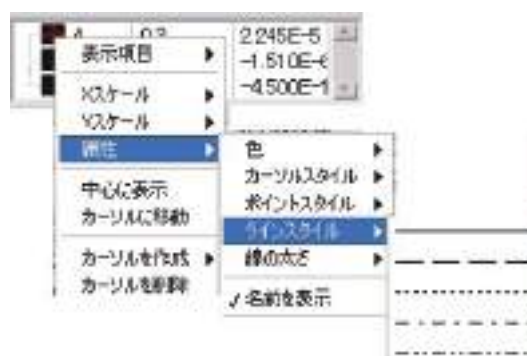 4 0.3 2.245E-5
-1.510E-6
-4.500E-1
表示項目
Xスケール
Yスケール
属性
中心に表示
カーソルに移動
カーソルを作成
カーソルを削除
色
カーソルスタイル
ポイントスタイル
ラインスタイル
線の太さ
✓名前を表示